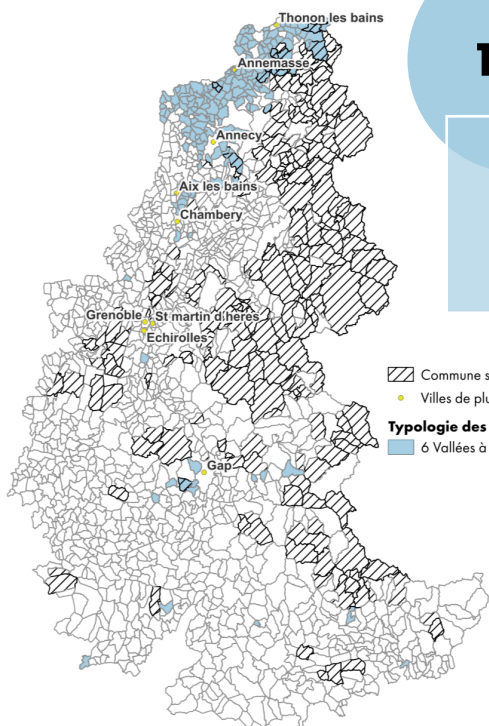 Thonon les bains
Annemasse
Annecy
Aix les bains
Chambery
Grenoble
St martin d'heres
Echirolles
Gap
Commune s
Villes de plu
Typologie des
6 Vallées à